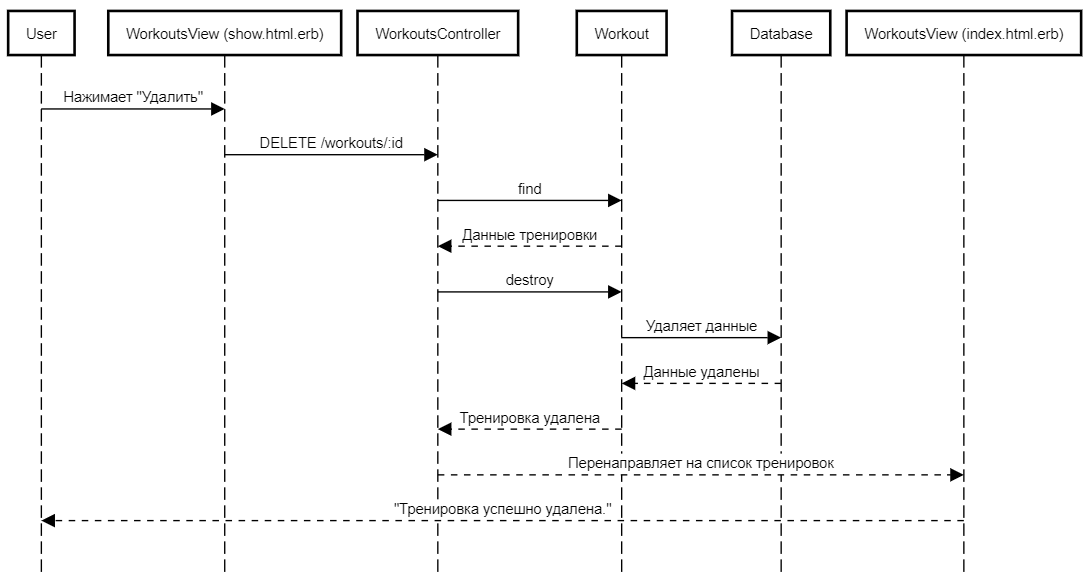 User
WorkoutsView (show.html.erb)
WorkoutsController
Workout
Database
WorkoutsView (index.html.erb)
Нажимает "Удалить"
DELETE /workouts/:id
find
Данные тренировки
destroy
Удаляет данные
Данные удалены
Тренировка удалена
Перенаправляет на список тренировок
"Тренировка успешно удалена."